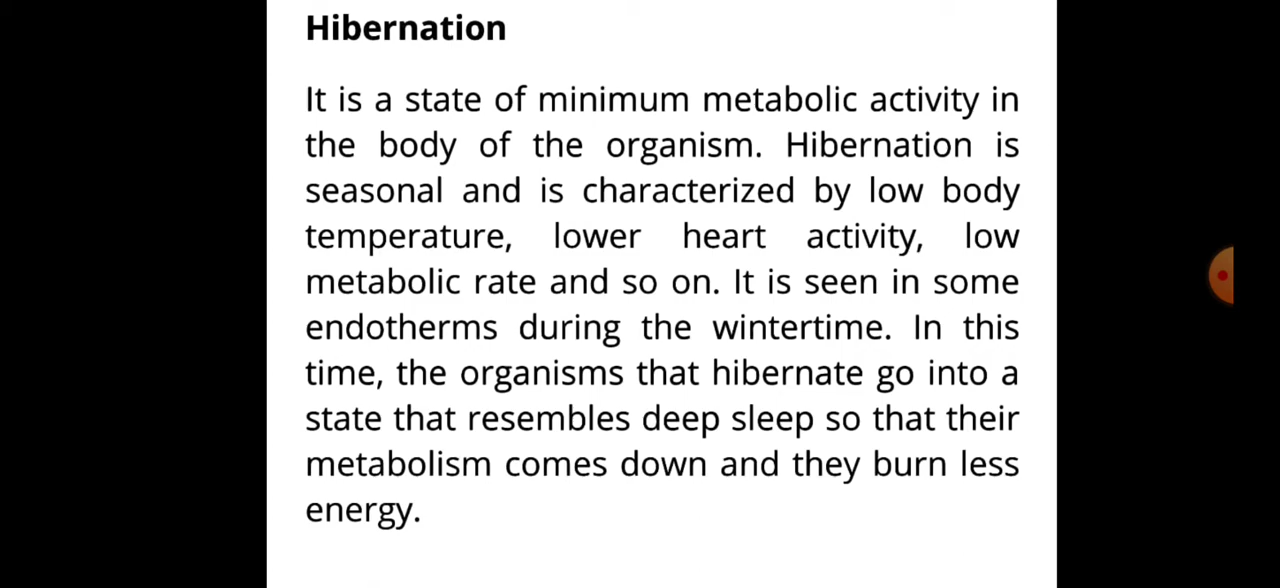 Hibernation
It is a state of minimum metabolic activity in
the body of the organism. Hibernation is
seasonal and is characterized by low body
temperature, lower heart activity, low
metabolic rate and so on. It is seen in some
endotherms during the wintertime. In this
time, the organisms that hibernate go into a
state that resembles deep sleep so that their
metabolism comes down and they burn less
energy.